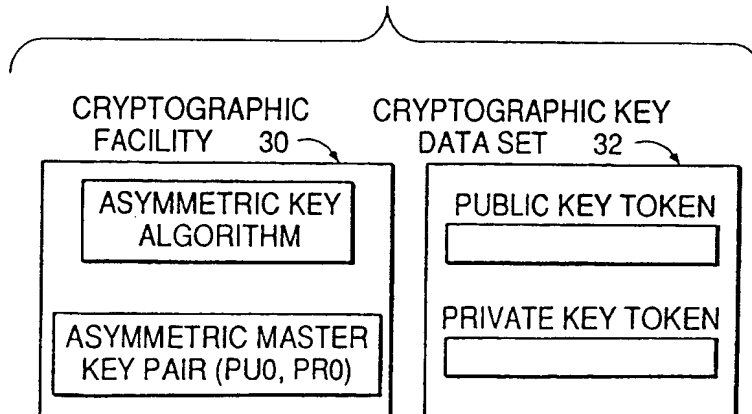 CRYPTOGRAPHIC
FACILITY 30
CRYPTOGRAPHIC KEY
DATA SET 32
ASYMMETRIC KEY
ALGORITHM
ASYMMETRIC MASTER
KEY PAIR (PU0, PR0)
PUBLIC KEY TOKEN
PRIVATE KEY TOKEN